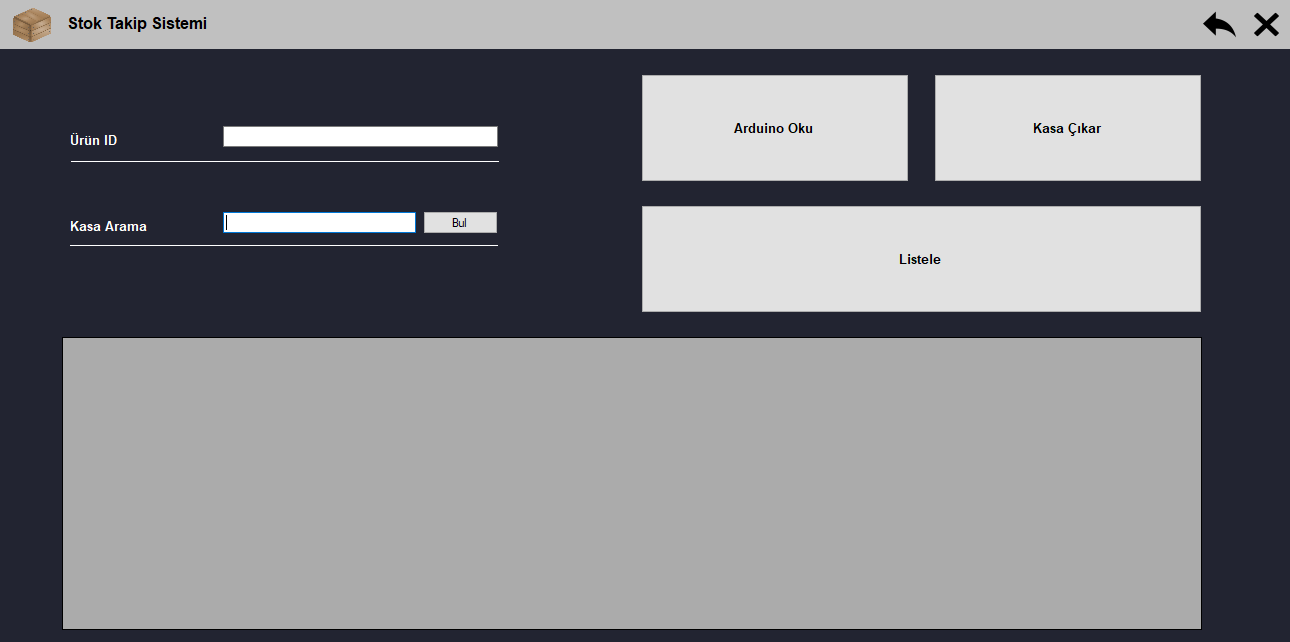 Stok Takip Sistemi
Ürün ID
Arduino Oku
Kasa Çıkar
Kasa Arama
Bul
Listele